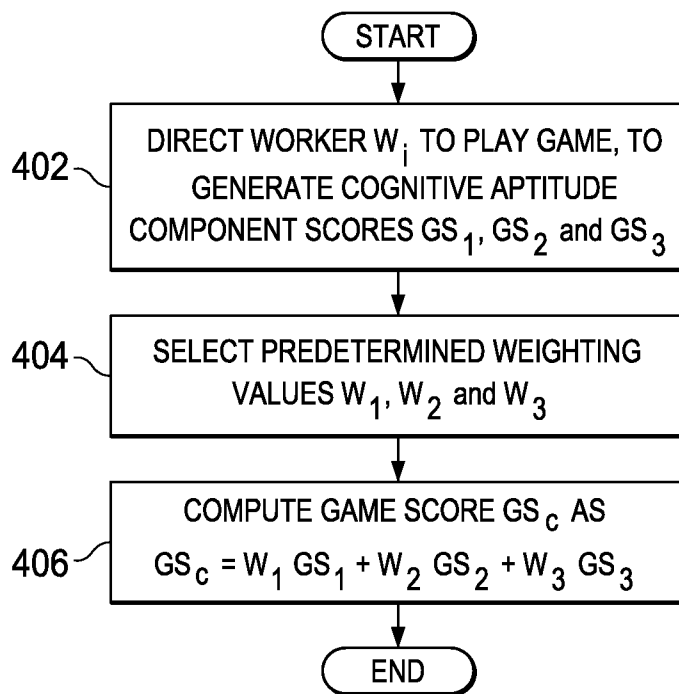 START
402
DIRECT WORKER W_i TO PLAY GAME, TO
GENERATE COGNITIVE APTITUDE
COMPONENT SCORES GS_1, GS_2 and GS_3
404
SELECT PREDETERMINED WEIGHTING
VALUES W_1, W_2 and W_3
406
COMPUTE GAME SCORE GS_c AS
GS_c = W_1 GS_1 + W_2 GS_2 + W_3 GS_3
END